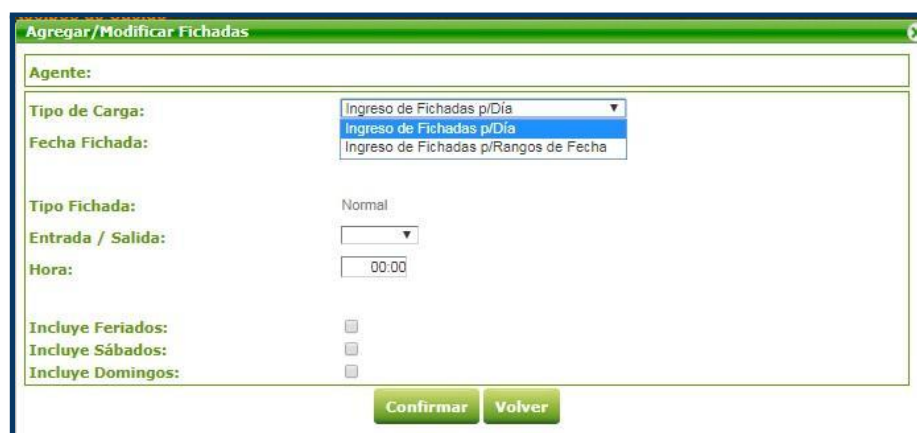 Agregar/Modificar Fichadas
Agente:
Tipo de Carga: Ingreso de Fichadas p/Día
Ingreso de Fichadas p/Día
Fecha Fichada:
Ingreso de Fichadas p/Rangos de Fecha
Tipo Fichada: Normal
Entrada / Salida:
Hora: 00:00
Incluye Feriados:
Incluye Sábados:
Incluye Domingos:
Confirmar Volver